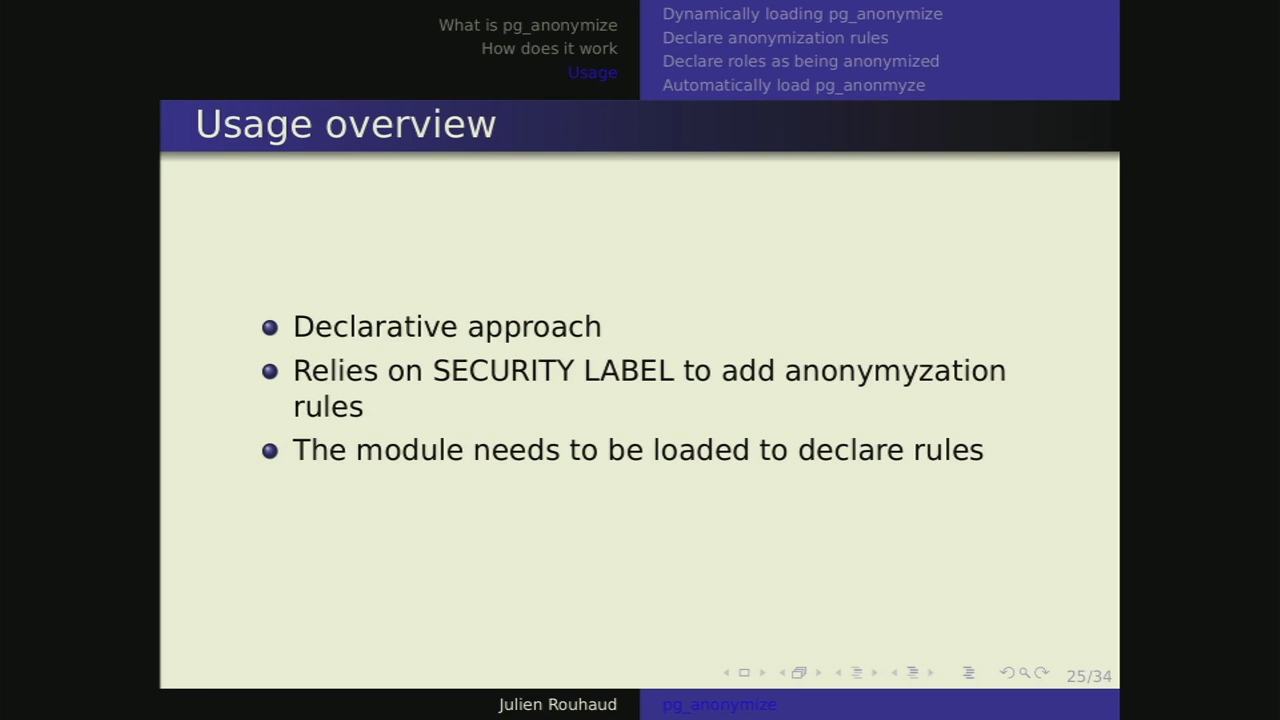 What is pg_anonymize
How does it work
Usage
Dynamically loading pg_anonymize
Declare anonymization rules
Declare roles as being anonymized
Automatically load pg_anonmyze
Usage overview
Declarative approach
Relies on SECURITY LABEL to add anonymyzation
rules
The module needs to be loaded to declare rules
25/34
Julien Rouhaud
pg_anonymize